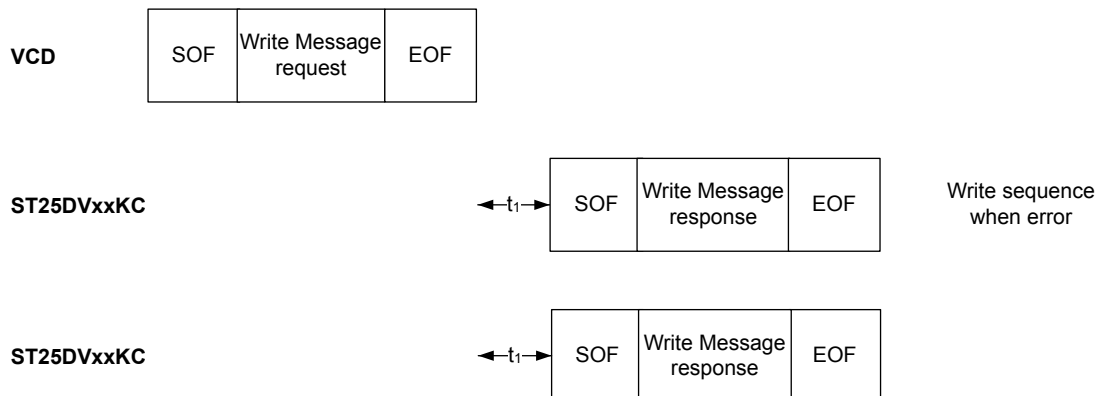 VCD
SOF
Write Message
request
EOF
ST25DVxxKC
t₁
SOF
Write Message
response
EOF
Write sequence
when error
ST25DVxxKC
t₁
SOF
Write Message
response
EOF